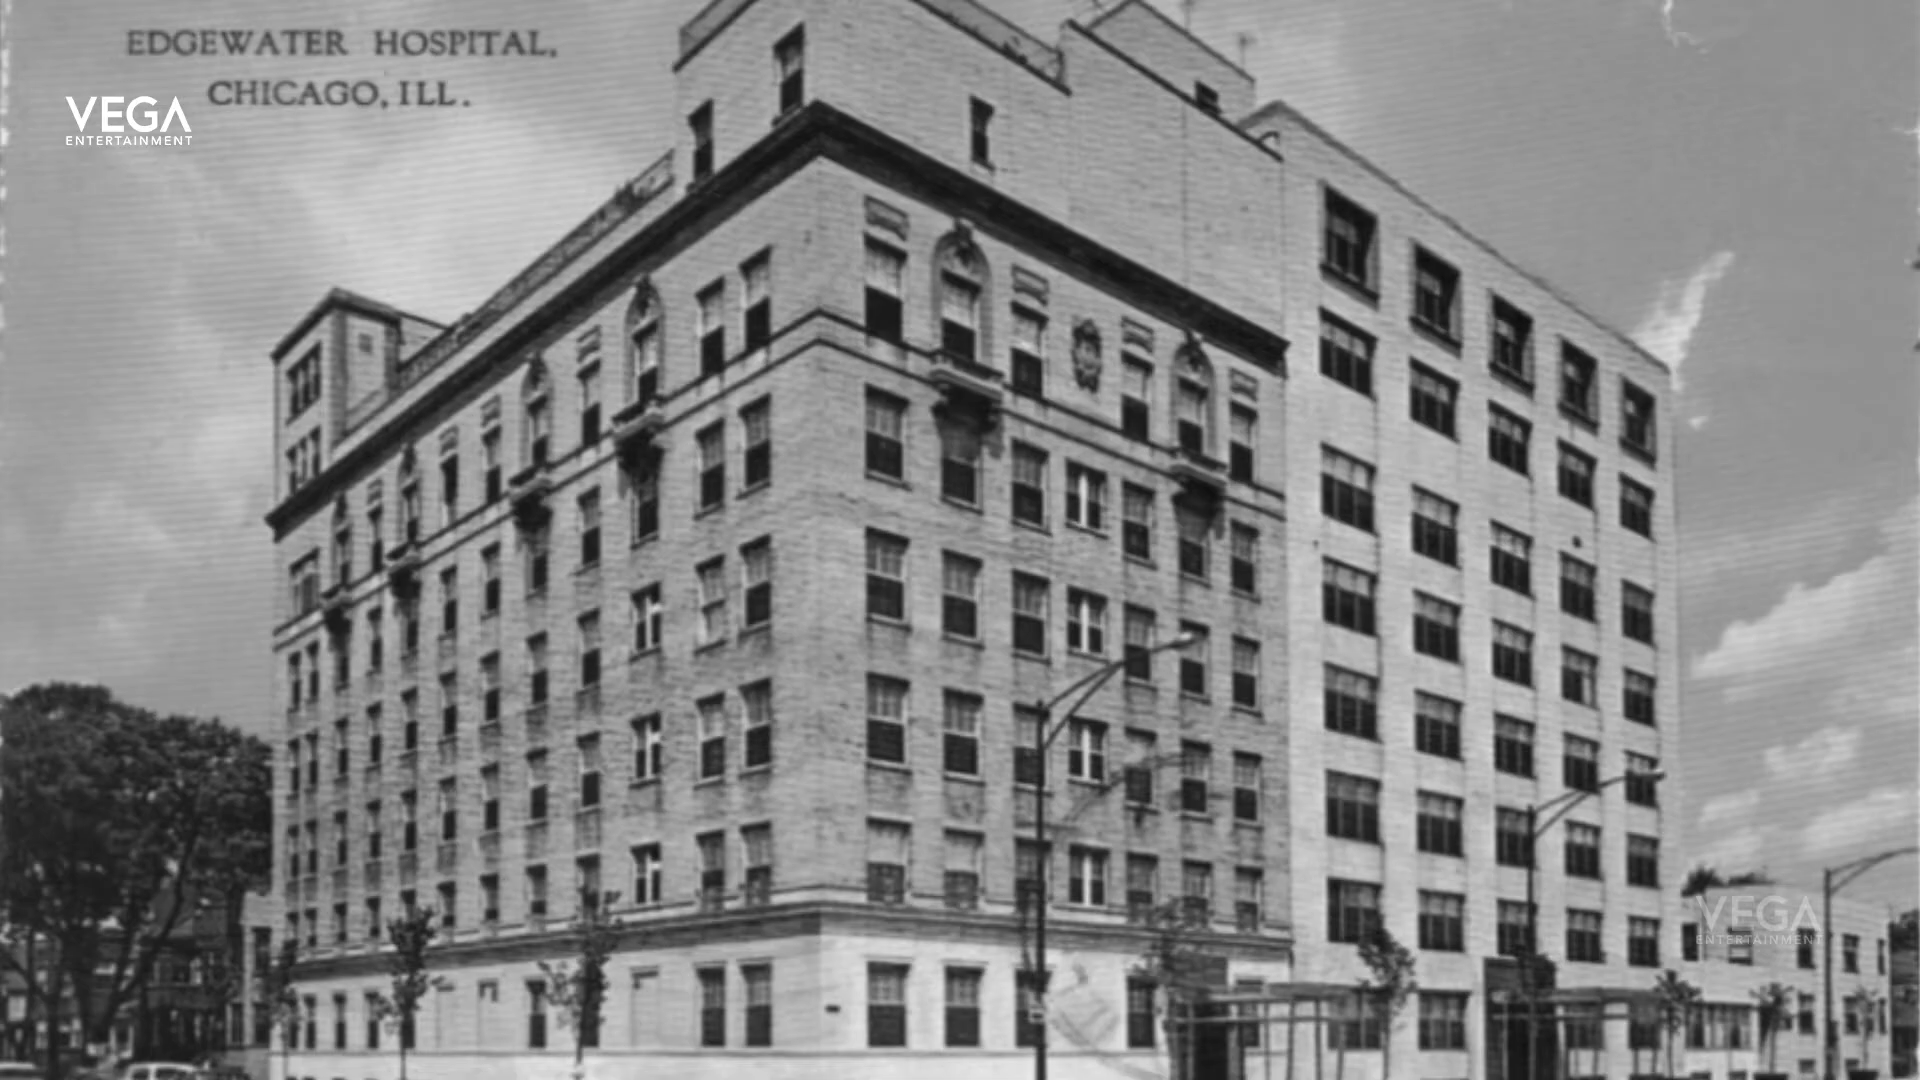 EDGEWATER HOSPITAL,
CHICAGO, ILL.
VEGA
ENTERTAINMENT
VEGA
ENTERTAINMENT